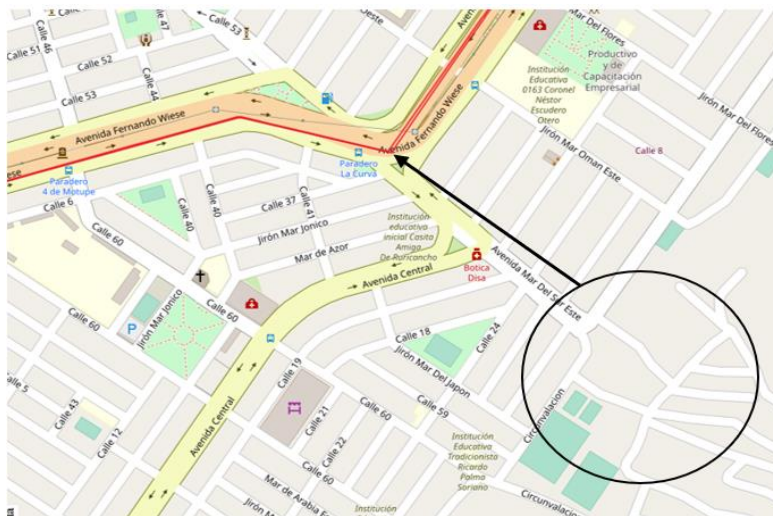 Calle 46
Calle 47
Calle 53
Oeste
Aven
Jirón Mar Del Flores
Calle 51
Calle 52
Calle 44
Productivo
y de
Capacitación
Empresarial
Calle 53
Institución
Educativa
0163 Coronel
Néstor
Escudero
Otero
Avenida Fernando Wiese
Avenida Fernando Wiese
Avenida Fernando Wiese
Jirón Mar Del Flores
Calle 8
Jirón Mar Oman Este
Paradero
La Curva
Paradero
4 de Motupe
iese
Calle 6
Calle 40
Calle 40
Calle 37
Calle 41
Calle 60
Institución
educativa
inicial Casita
Amiga
De Ruricancho
Jirón Mar Jonico
Mar de Azor
Avenida Central
Botica
Disa
Avenida Mar Del Sur Este
Jirón Mar Jonico
Calle 60
Calle 60
P
Calle 18
Calle 24
Jirón Mar Del Japon
Calle 19
Calle 5
Calle 43
Calle 12
Calle 21
Calle 22
Calle 60
Calle 59
Circunvalacion
Avenida Central
Institución
Educativa
Tradicionista
Ricardo
Palma
Soriano
Calle 60
Mar de Arabia
Jirón
Institución
Circunvalacion